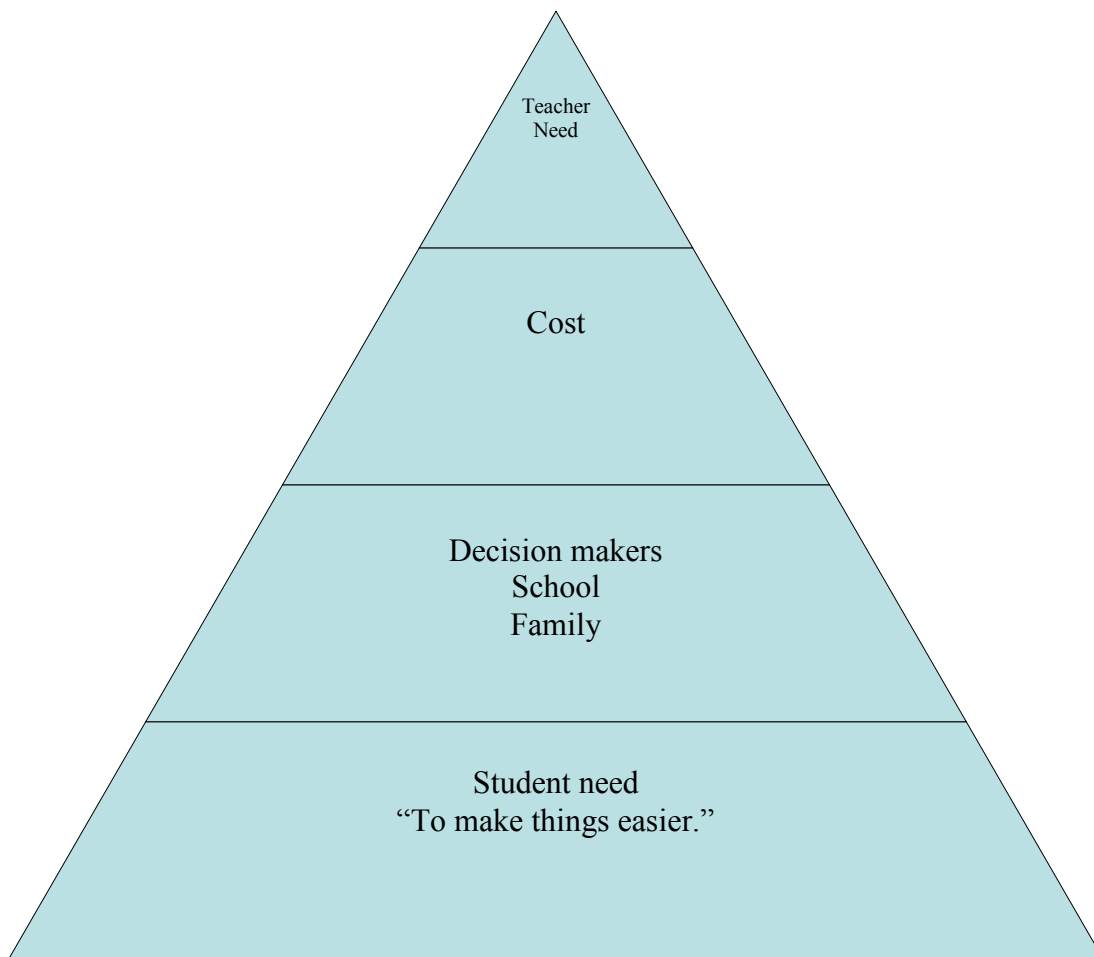 Teacher
Need
Cost
Decision makers
School
Family
Student need
“To make things easier.”